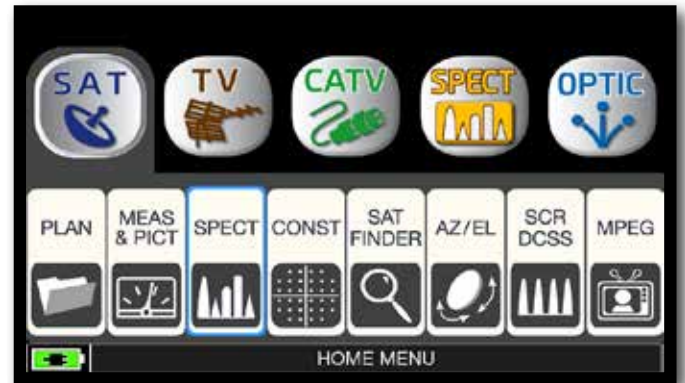 SAT
TV
CATV
SPECT
OPTIC
PLAN
MEAS
& PICT
SPECT
CONST
SAT
FINDER
AZ/EL
SCR
DCSS
MPEG
HOME MENU